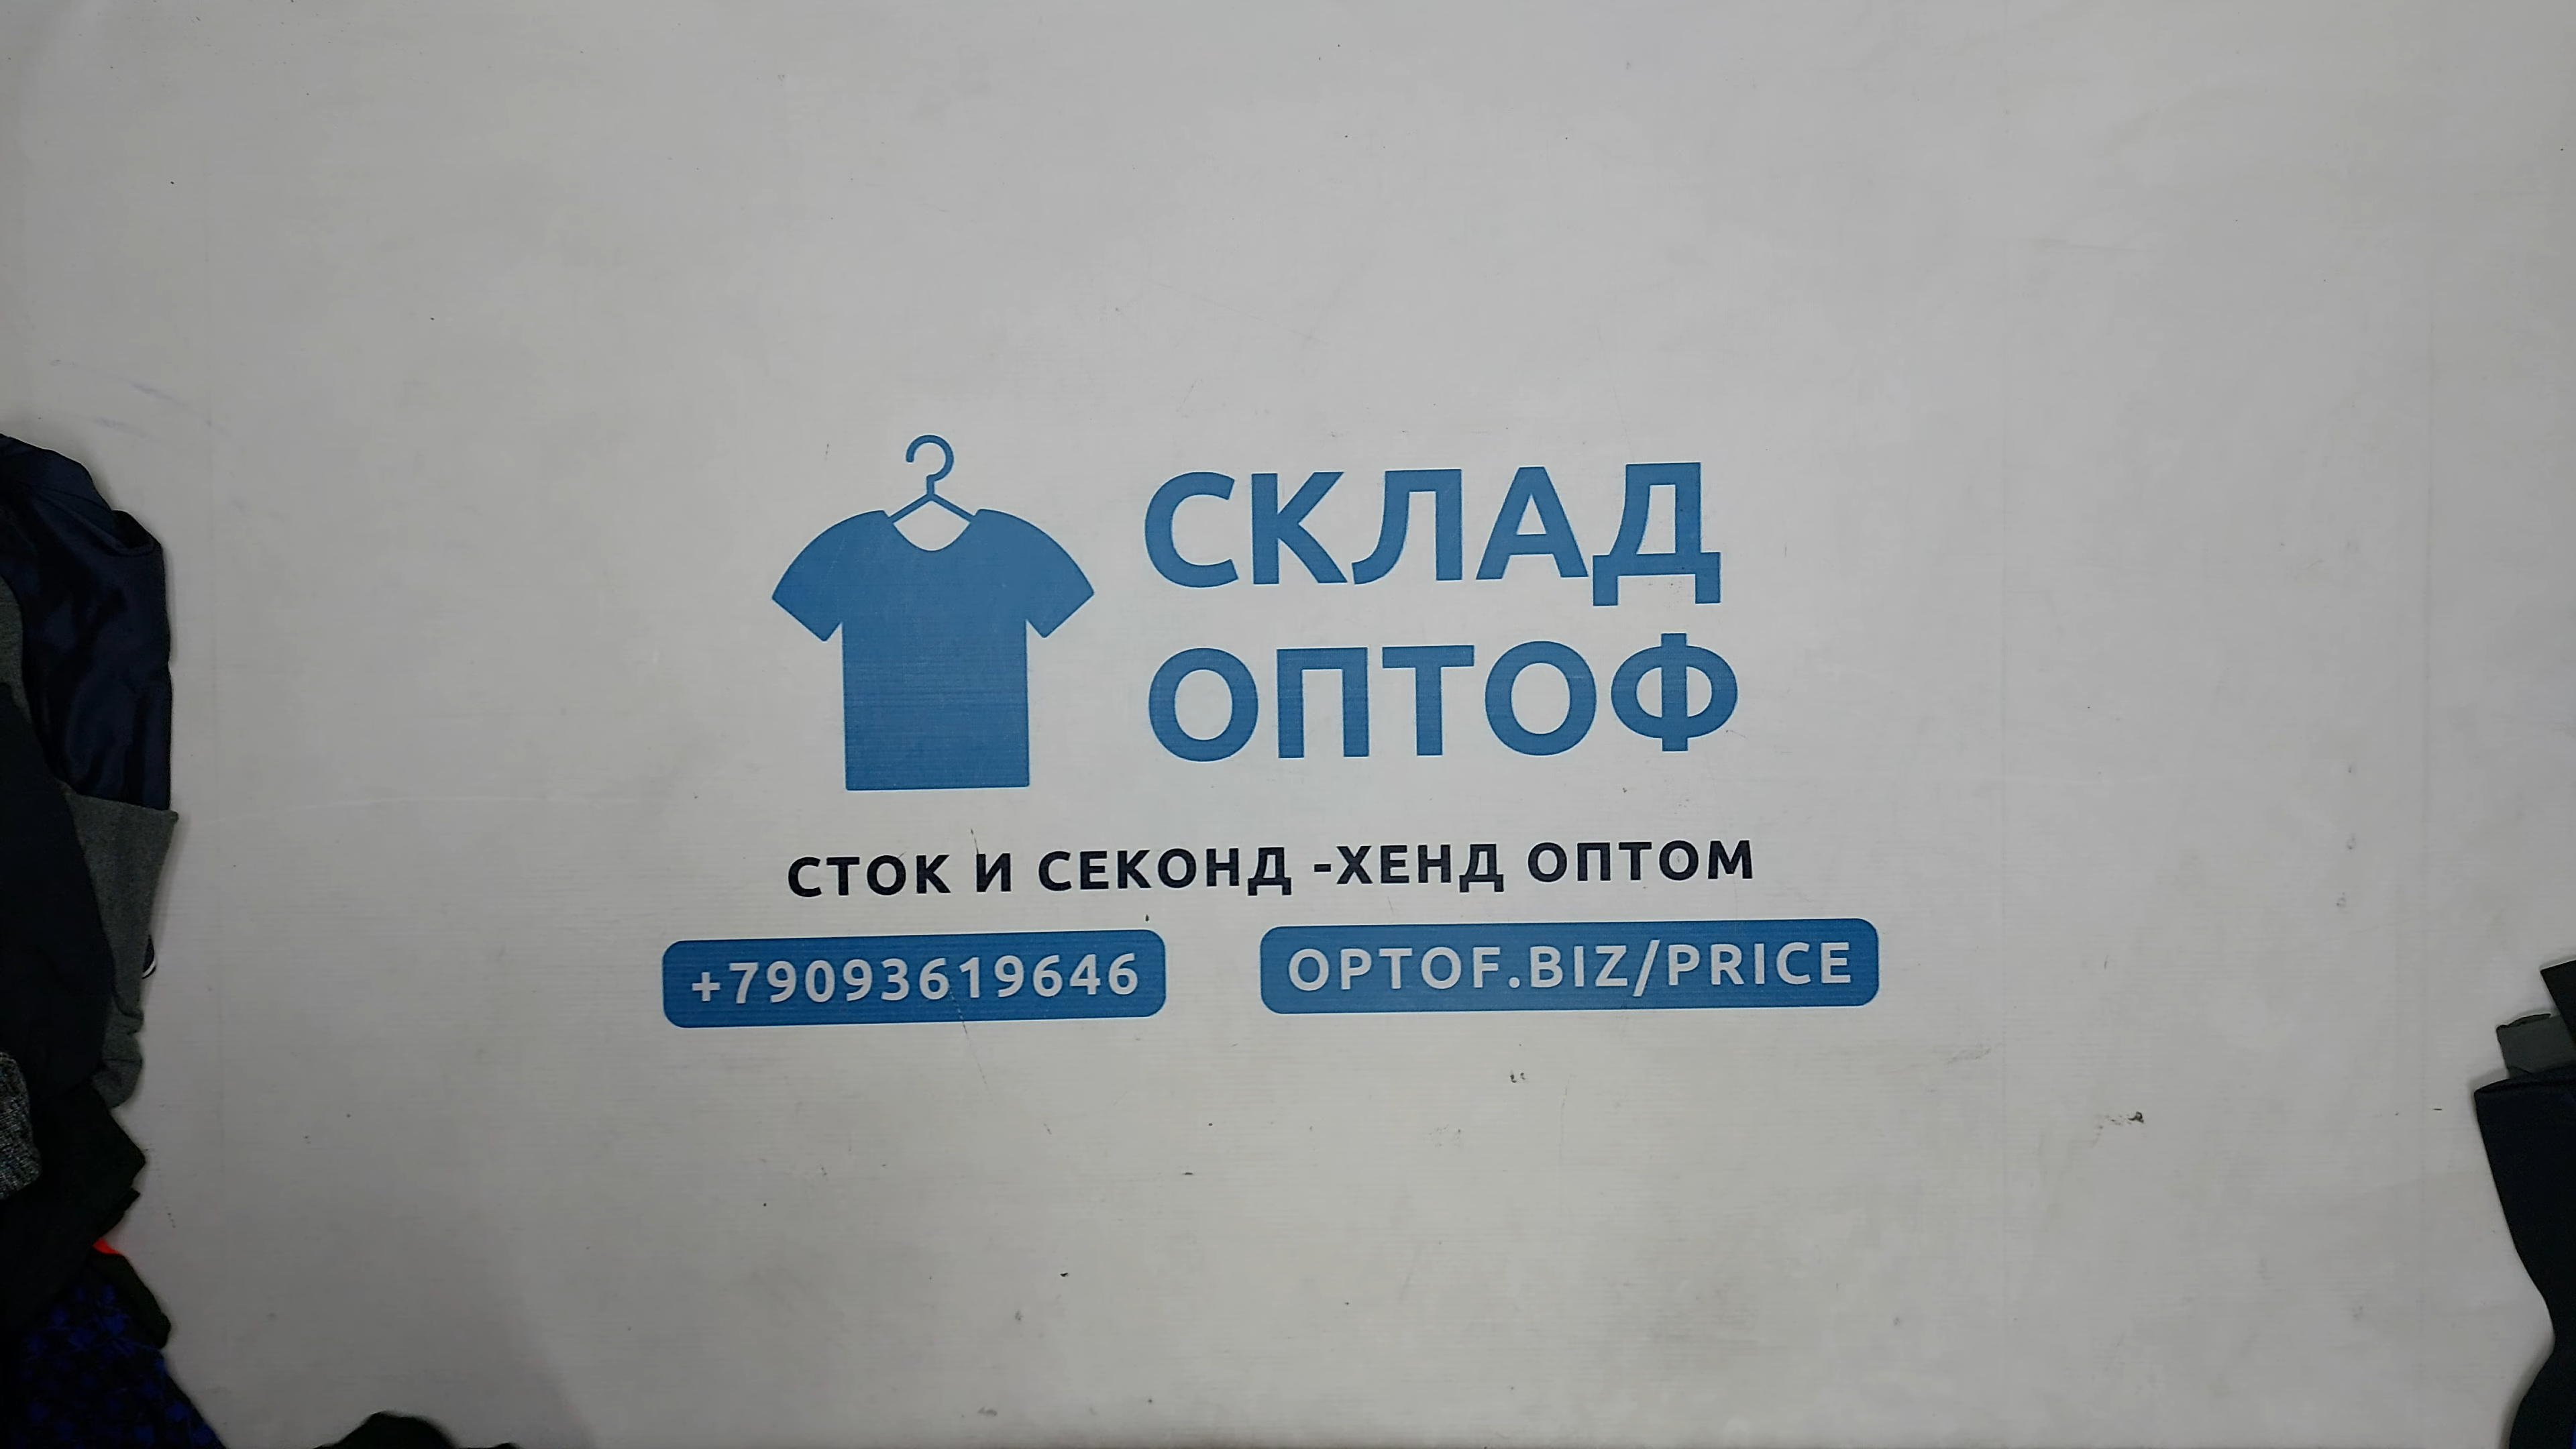 СКЛАД
ОПТОФ
СТОК И СЕКОНД -ХЕНД ОПТОМ
+79093619646
OPTOF.BIZ/PRICE